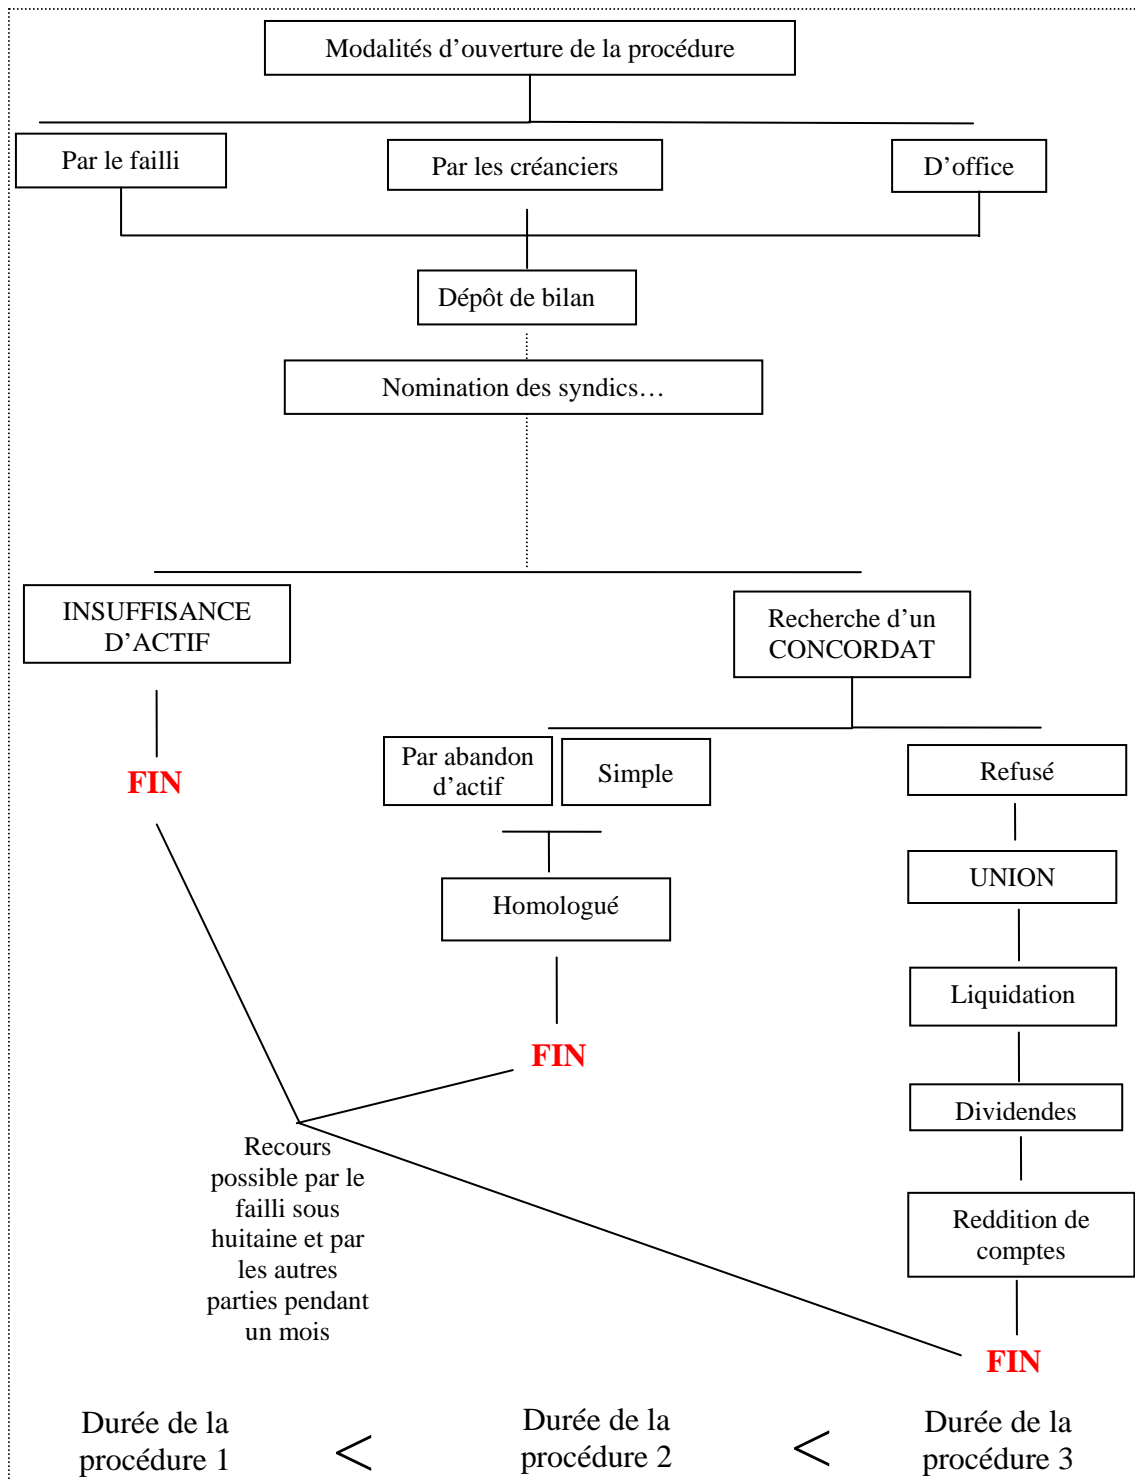 Modalités d’ouverture de la procédure
Par le failli
Par les créanciers
D’office
Dépôt de bilan
Nomination des syndics…
INSUFFISANCE
D’ACTIF
Recherche d’un
CONCORDAT
Par abandon
d’actif
Simple
Refusé
FIN
UNION
Homologué
Liquidation
FIN
Dividendes
Recours
possible par le
failli sous
huitaine et par
les autres
parties pendant
un mois
Reddition de
comptes
FIN
Durée de la
procédure 1
<
Durée de la
procédure 2
<
Durée de la
procédure 3